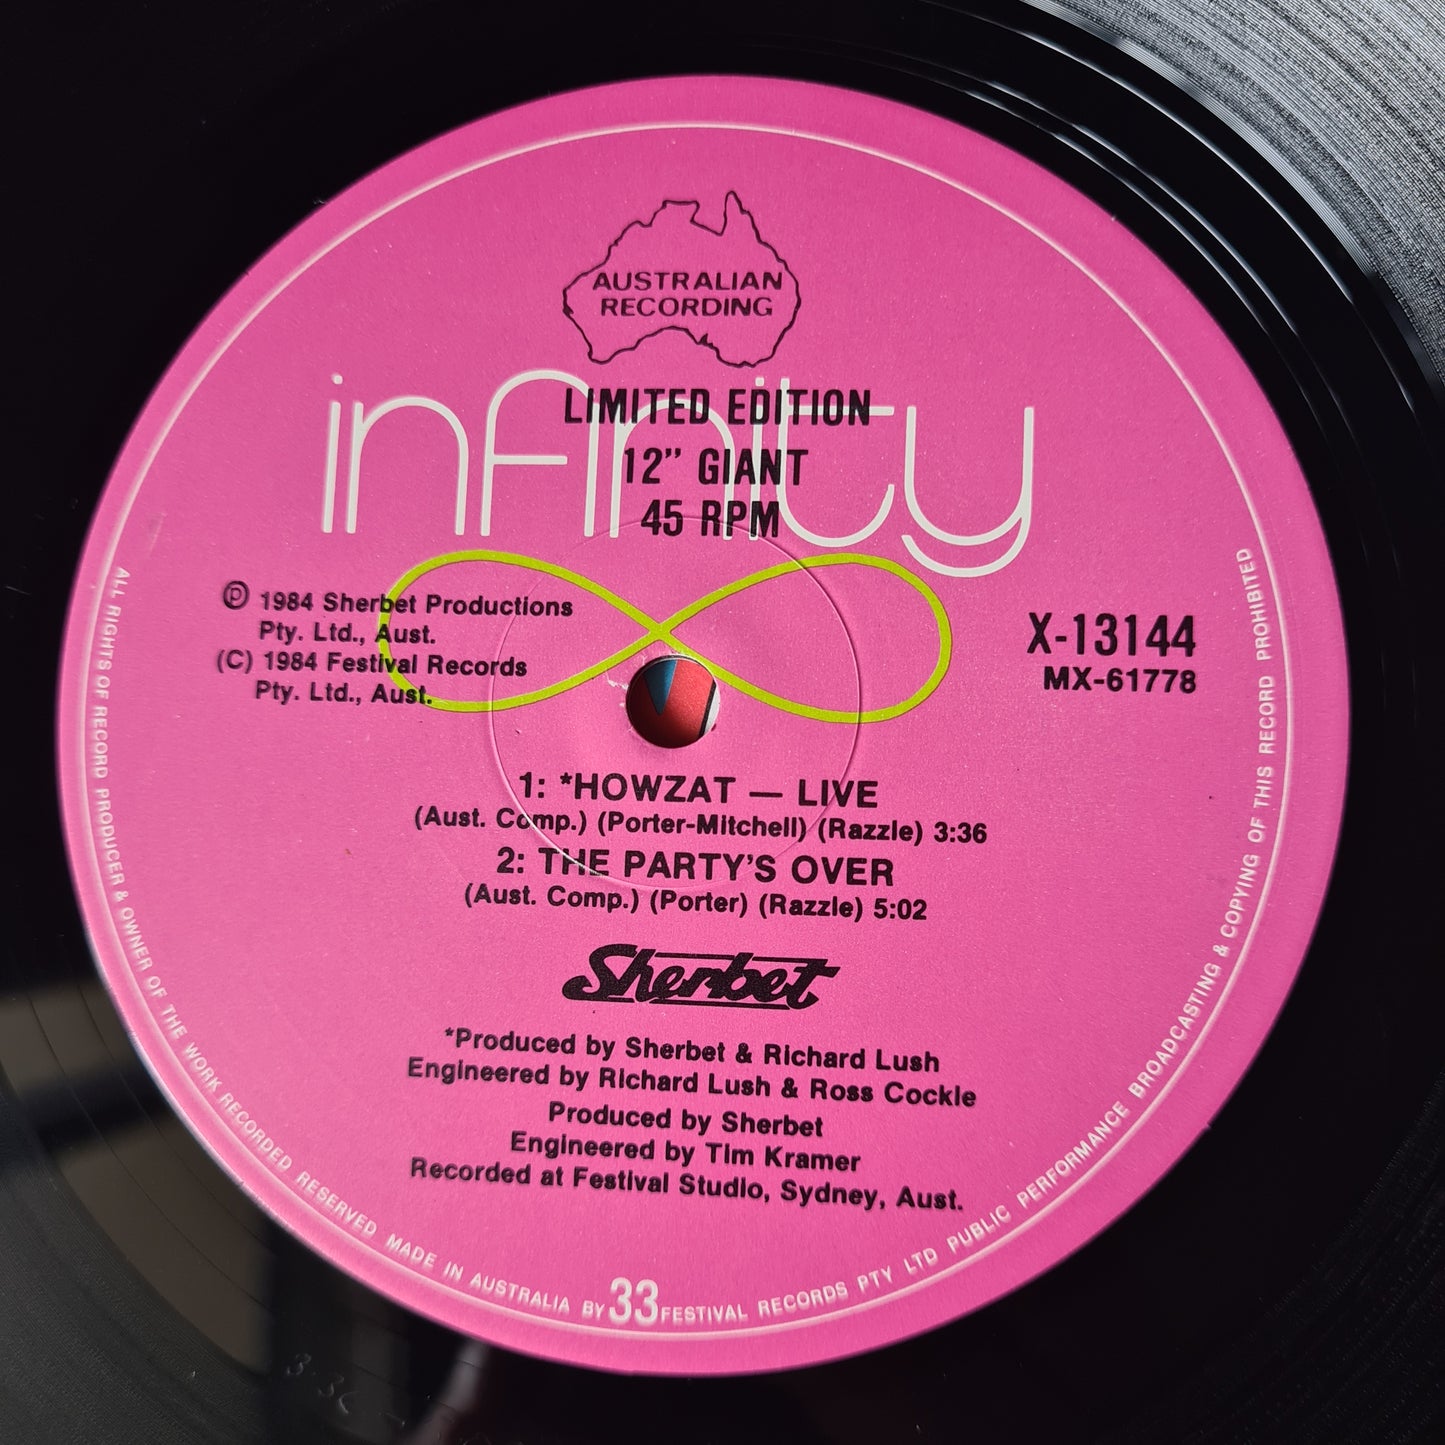 AUSTRALIAN
RECORDING
infinity
LIMITED EDITION
12" GIANT
45 RPM
℗ 1984 Sherbet Productions
Pty. Ltd., Aust.
(C) 1984 Festival Records
Pty. Ltd., Aust.
X-13144
MX-61778
1: *HOWZAT — LIVE
(Aust. Comp.) (Porter-Mitchell) (Razzle) 3:36
2: THE PARTY'S OVER
(Aust. Comp.) (Porter) (Razzle) 5:02
Sherbet
*Produced by Sherbet & Richard Lush
Engineered by Richard Lush & Ross Cockle
Produced by Sherbet
Engineered by Tim Kramer
Recorded at Festival Studio, Sydney, Aust.
ALL RIGHTS OF RECORD PRODUCER & OWNER OF THE WORK RECORDED RESERVED MADE IN AUSTRALIA BY 33 FESTIVAL RECORDS PTY LTD PUBLIC PERFORMANCE BROADCASTING & COPYING OF THIS RECORD PROHIBITED